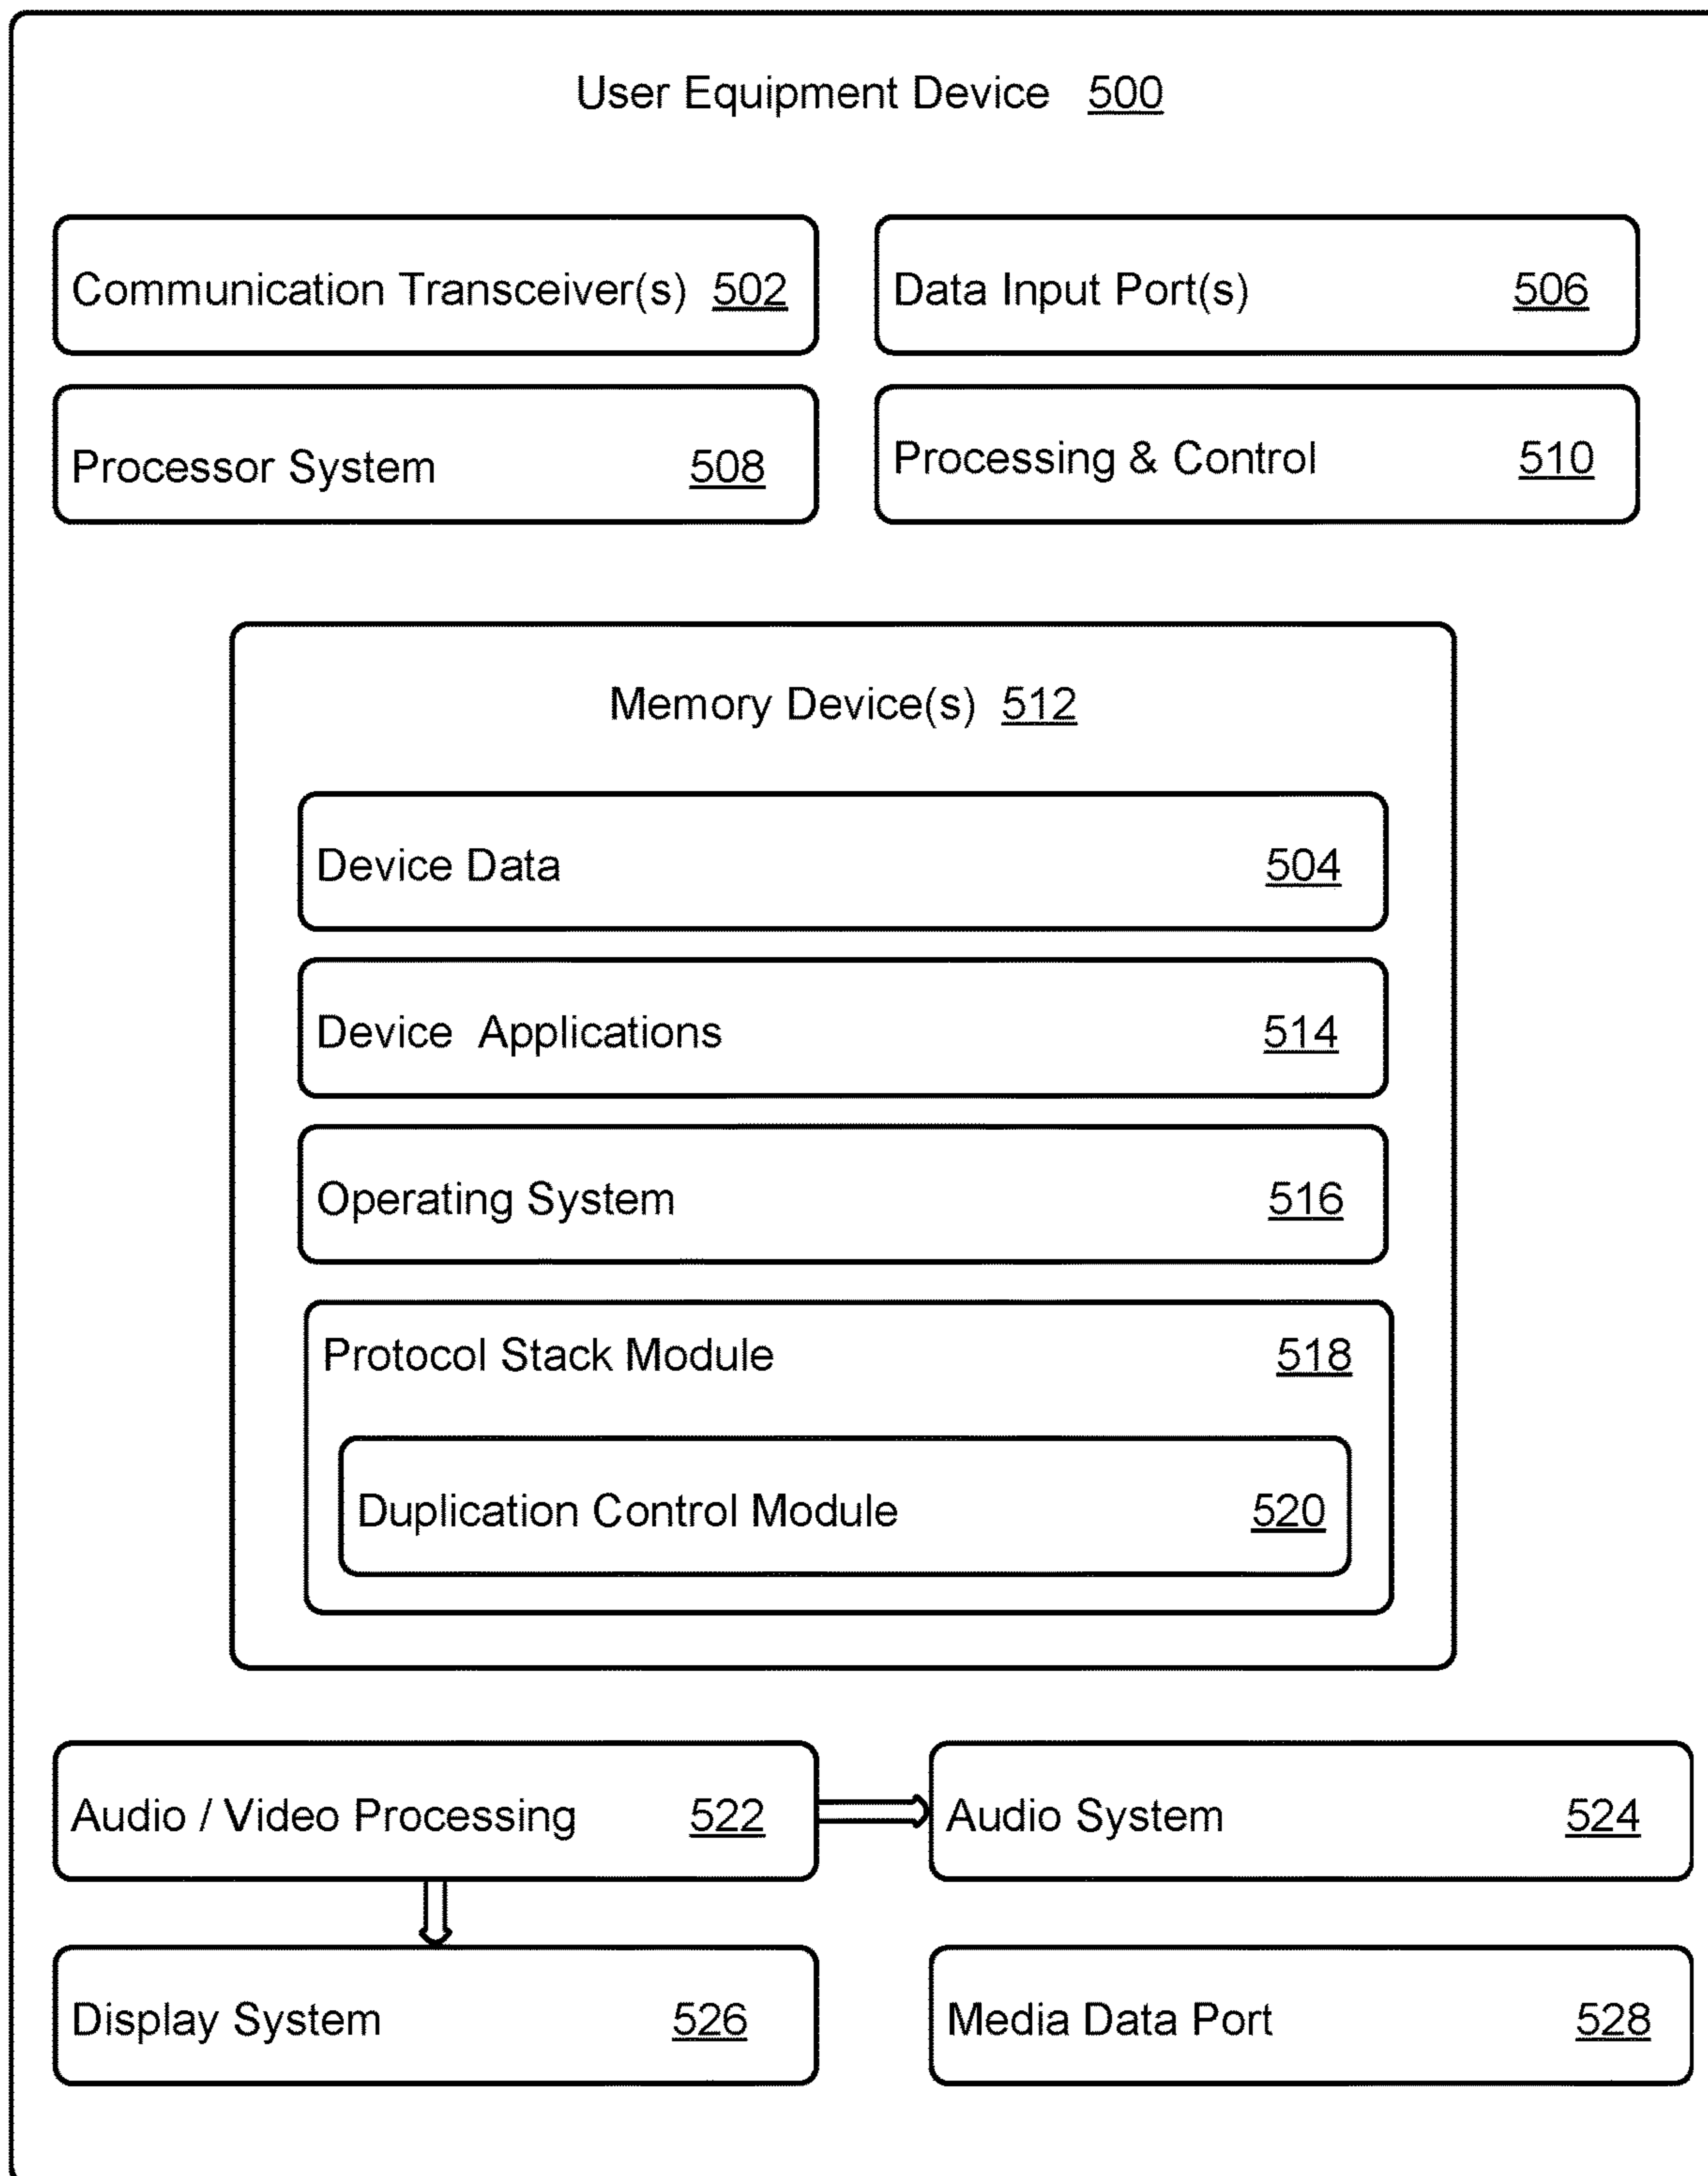 User Equipment Device 500
Communication Transceiver(s) 502
Data Input Port(s) 506
Processor System 508
Processing & Control 510
Memory Device(s) 512
Device Data 504
Device Applications 514
Operating System 516
Protocol Stack Module 518
Duplication Control Module 520
Audio / Video Processing 522
Audio System 524
Display System 526
Media Data Port 528